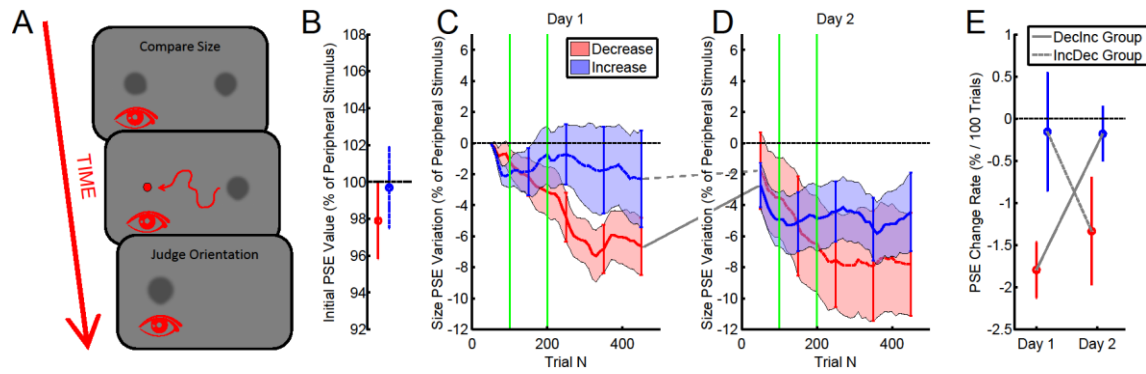 A
Compare Size
TIME
Judge Orientation
B
Initial PSE Value (% of Peripheral Stimulus)
108
106
104
102
100
98
96
94
92
C
Day 1
Size PSE Variation (% of Peripheral Stimulus)
6
4
2
0
-2
-4
-6
-8
-10
-12
0 200 400
Trial N
Decrease
Increase
D
Day 2
Size PSE Variation (% of Peripheral Stimulus)
6
4
2
0
-2
-4
-6
-8
-10
-12
0 200 400
Trial N
E
PSE Change Rate (% / 100 Trials)
1
0.5
0
-0.5
-1
-1.5
-2
-2.5
Day 1 Day 2
DecInc Group
IncDec Group